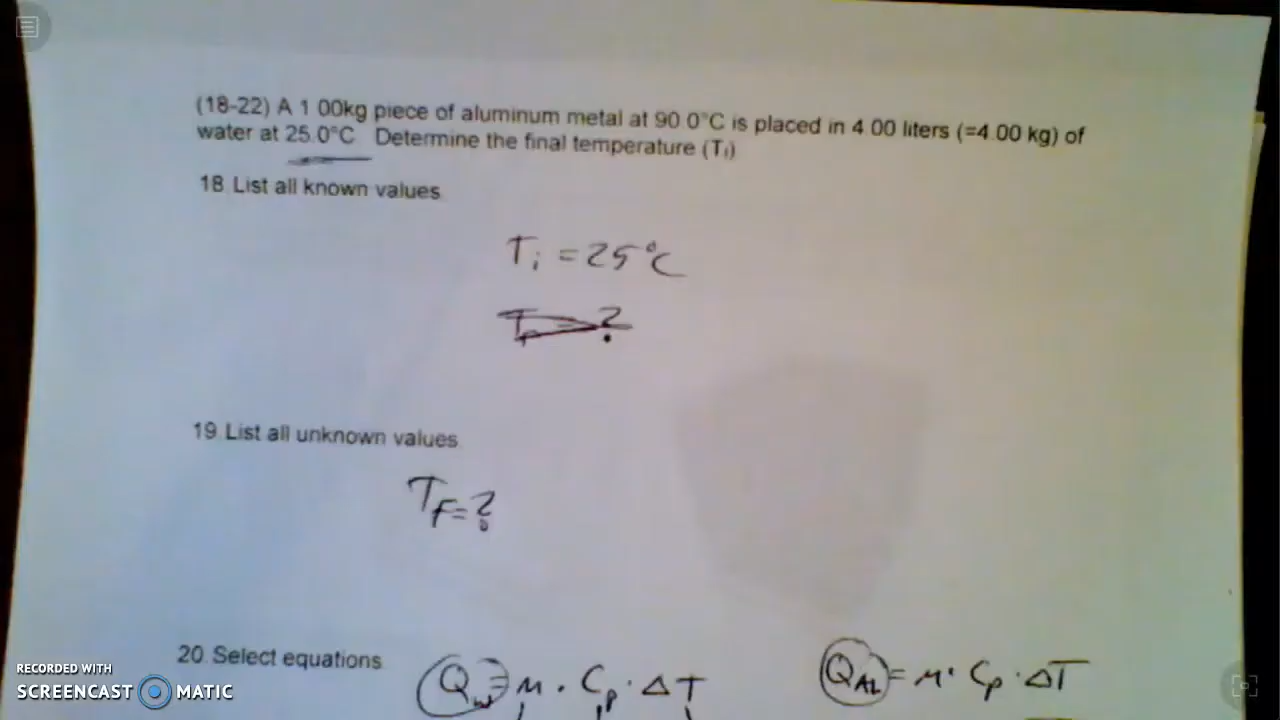 (18-22) A 1 00kg piece of aluminum metal at 90 0°C is placed in 4 00 liters (=4 00 kg) of
water at 25.0°C Determine the final temperature (Tf)
18 List all known values
Ti = 25°C
19 List all unknown values
TF = ?
20 Select equations
Qw = m · Cp · ΔT
QAL = m · Cp · ΔT
RECORDED WITH
SCREENCAST MATIC